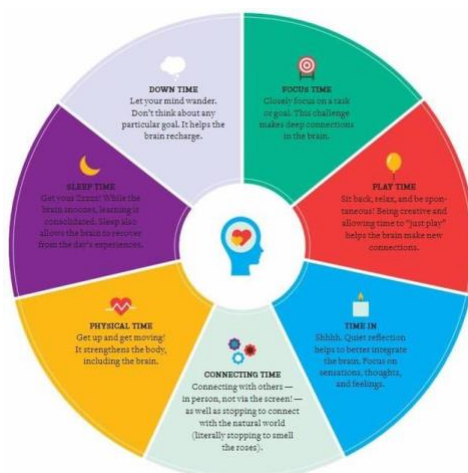 DOWN TIME
Let your mind wander.
Don't think about any
particular goal. It helps the
brain recharge.
FOCUS TIME
Closely focus on a task
or goal. This challenge
makes deep connections
in the brain.
PLAY TIME
Sit back, relax, and be spon-
taneous! Being creative and
allowing time to "just play"
helps the brain make new
connections.
TIME IN
Shhhh. Quiet reflection
helps to better integrate
the brain. Focus on
sensations, thoughts,
and feelings.
CONNECTING TIME
Connecting with others —
in person, not via the screen! —
as well as stopping to connect
with the natural world
(literally stopping to smell
the roses).
PHYSICAL TIME
Get up and get moving!
It strengthens the body,
including the brain.
SLEEP TIME
Get your Zzzzs! While the
brain snoozes, learning is
consolidated. Sleep also
allows the brain to recover
from the day's experiences.